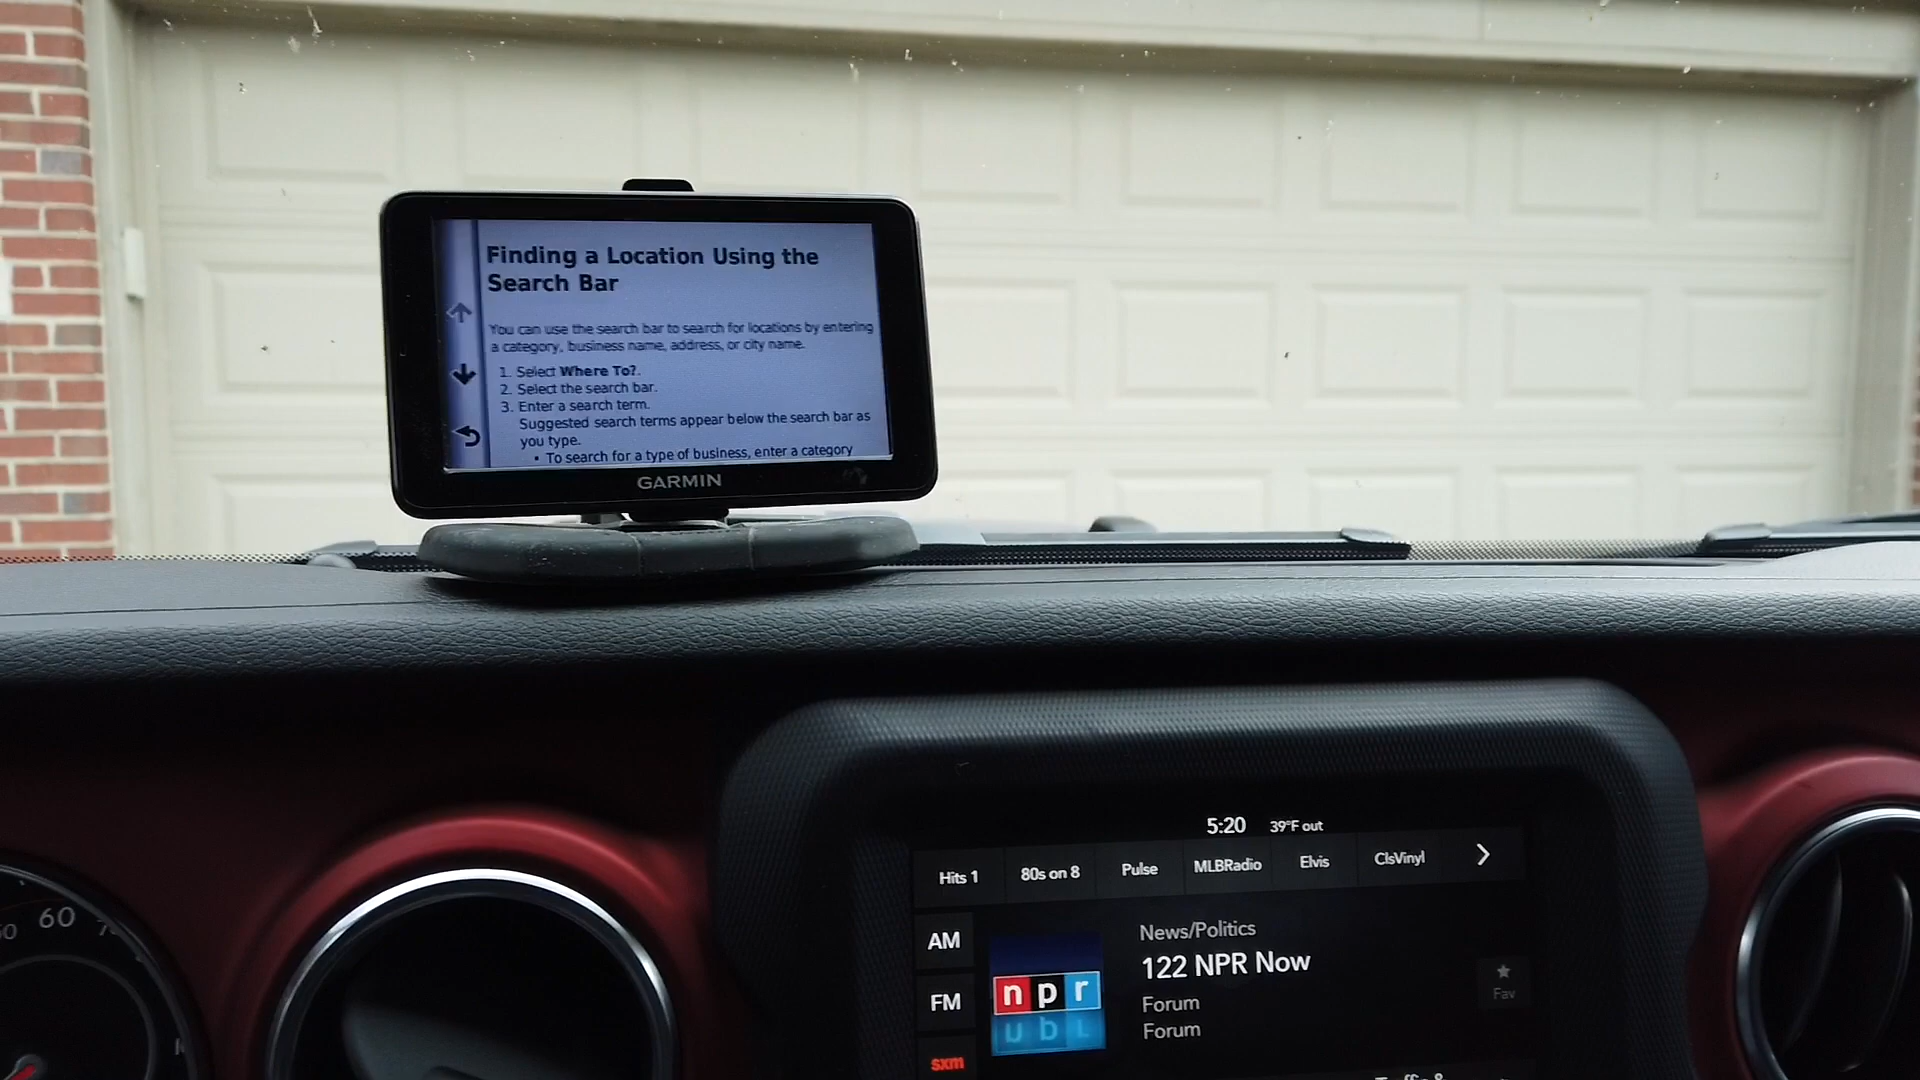 Finding a Location Using the
Search Bar
You can use the search bar to search for locations by entering
a category, business name, address, or city name.
1. Select Where To?.
2. Select the search bar.
3. Enter a search term.
Suggested search terms appear below the search bar as
you type.
• To search for a type of business, enter a category
GARMIN
5:20 39°F out
Hits 1 80s on 8 Pulse MLBRadio Elvis ClsVinyl
AM
FM
sxm
npr
News/Politics
122 NPR Now
Forum
Forum
Fav
60